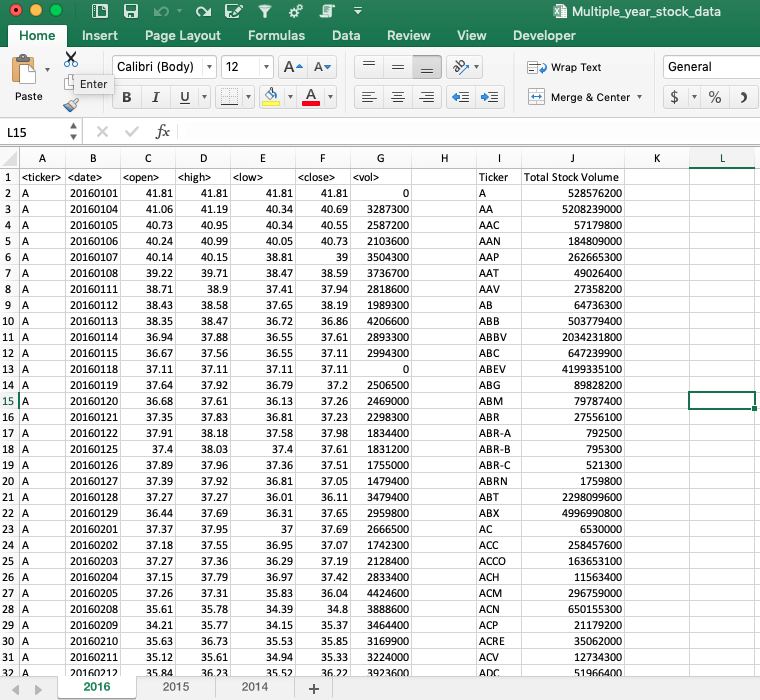 Multiple_year_stock_data
Home Insert Page Layout Formulas Data Review View Developer
Paste Enter Calibri (Body) 12 A A Wrap Text General
B I U A Merge & Center $ % )
L15 fx
A B C D E F G H I J K L
1 <ticker> <date> <open> <high> <low> <close> <vol> Ticker Total Stock Volume
2 A 20160101 41.81 41.81 41.81 41.81 0 A 528576200
3 A 20160104 41.06 41.19 40.34 40.69 3287300 AA 5208239000
4 A 20160105 40.73 40.95 40.34 40.55 2587200 AAC 57179800
5 A 20160106 40.24 40.99 40.05 40.73 2103600 AAN 184809000
6 A 20160107 40.14 40.15 38.81 39 3504300 AAP 262665300
7 A 20160108 39.22 39.71 38.47 38.59 3736700 AAT 49026400
8 A 20160111 38.71 38.9 37.41 37.94 2818600 AAV 27358200
9 A 20160112 38.43 38.58 37.65 38.19 1989300 AB 64736300
10 A 20160113 38.35 38.47 36.72 36.86 4206600 ABB 503779400
11 A 20160114 36.94 37.88 36.55 37.61 2893300 ABBV 2034231800
12 A 20160115 36.67 37.56 36.55 37.11 2994300 ABC 647239900
13 A 20160118 37.11 37.11 37.11 37.11 0 ABEV 4199335100
14 A 20160119 37.64 37.92 36.79 37.2 2506500 ABG 89828200
15 A 20160120 36.68 37.61 36.13 37.26 2469000 ABM 79787400
16 A 20160121 37.35 37.83 36.81 37.23 2298300 ABR 27556100
17 A 20160122 37.91 38.18 37.58 37.98 1834400 ABR-A 792500
18 A 20160125 37.4 38.03 37.4 37.61 1831200 ABR-B 795300
19 A 20160126 37.89 37.96 37.36 37.51 1755000 ABR-C 521300
20 A 20160127 37.39 37.92 36.81 37.05 1479400 ABRN 1759800
21 A 20160128 37.27 37.27 36.01 36.11 3479400 ABT 2298099600
22 A 20160129 36.44 37.69 36.31 37.65 2959800 ABX 4996990800
23 A 20160201 37.37 37.95 37 37.69 2666500 AC 6530000
24 A 20160202 37.18 37.55 36.95 37.07 1742300 ACC 258457600
25 A 20160203 37.27 37.36 36.29 37.19 2128400 ACCO 163653100
26 A 20160204 37.15 37.79 36.97 37.42 2833400 ACH 11563400
27 A 20160205 37.26 37.31 35.83 36.04 4424600 ACM 296759000
28 A 20160208 35.61 35.78 34.39 34.8 3888600 ACN 650155300
29 A 20160209 34.21 35.77 34.15 35.37 3464400 ACP 21179200
30 A 20160210 35.63 36.73 35.53 35.85 3169900 ACRE 35062000
31 A 20160211 35.12 35.61 34.94 35.33 3224000 ACV 12734300
32 A 20160212 35.84 36.23 35.52 36.22 3923600 ADC 51966400
2016 2015 2014 +